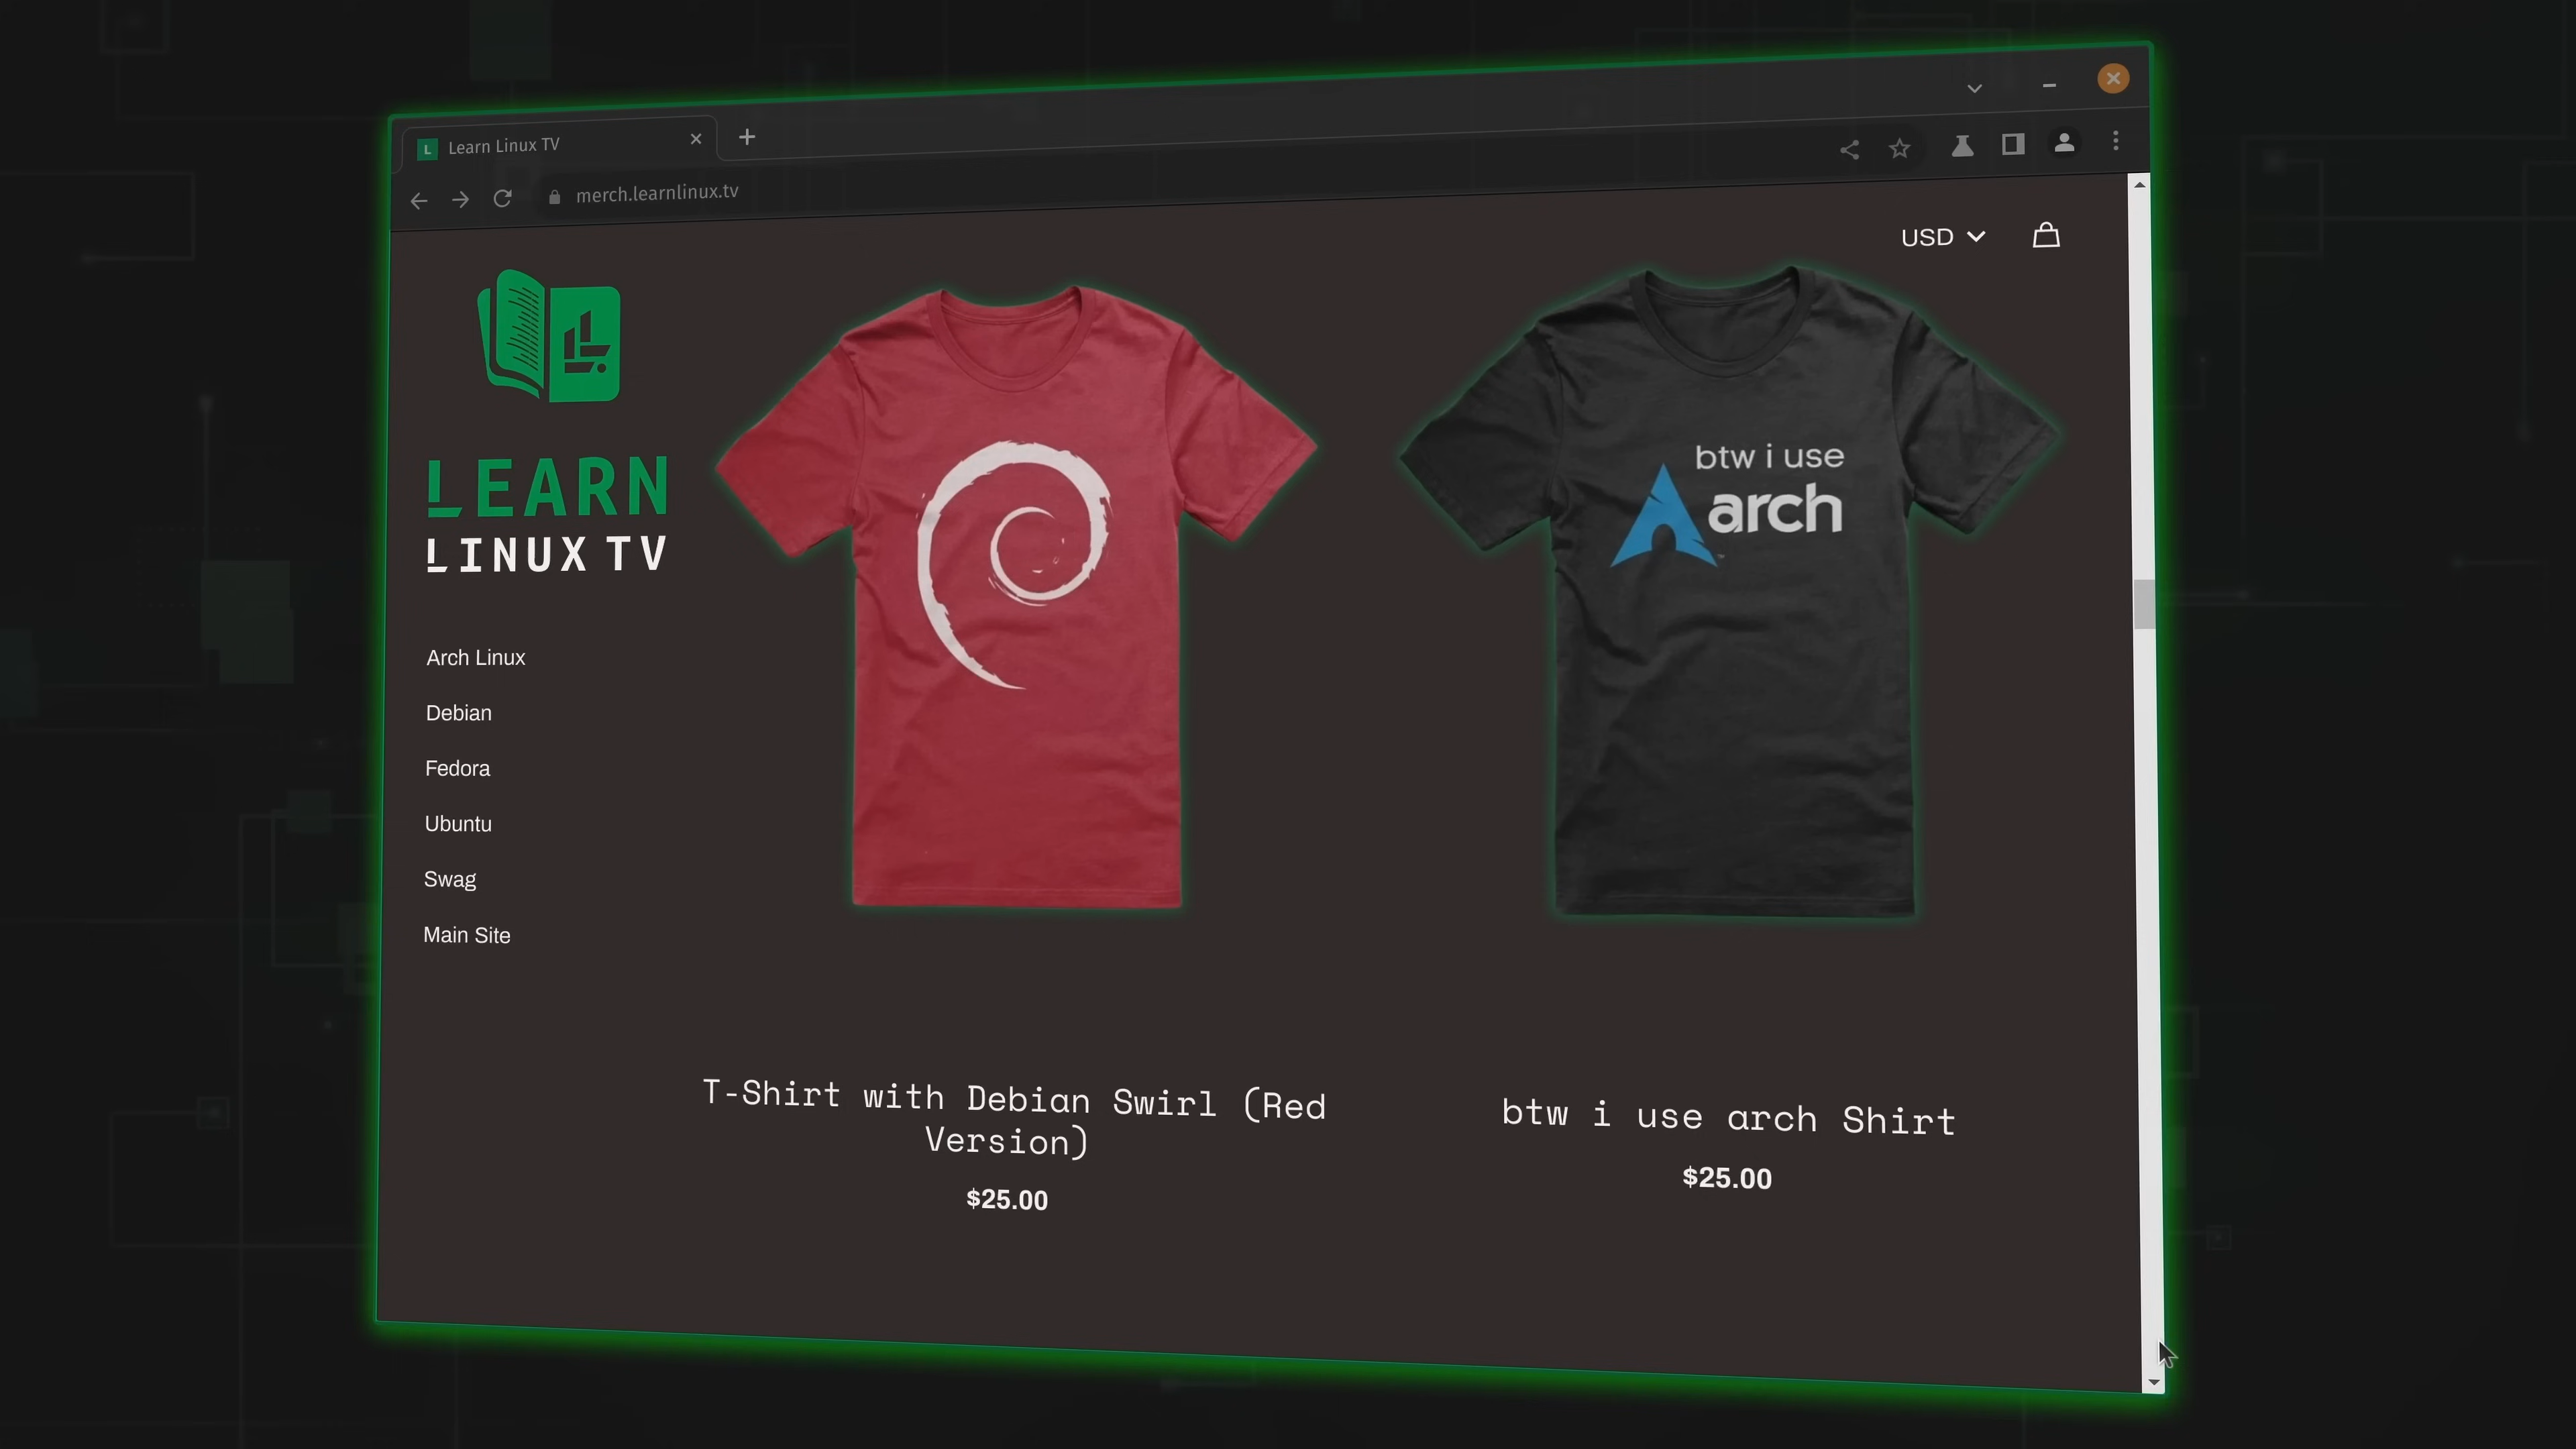 Learn Linux TV
merch.learnlinux.tv
USD
LEARN
LINUX TV
btw i use
arch
Arch Linux
Debian
Fedora
Ubuntu
Swag
Main Site
T-Shirt with Debian Swirl (Red
Version)
$25.00
btw i use arch Shirt
$25.00